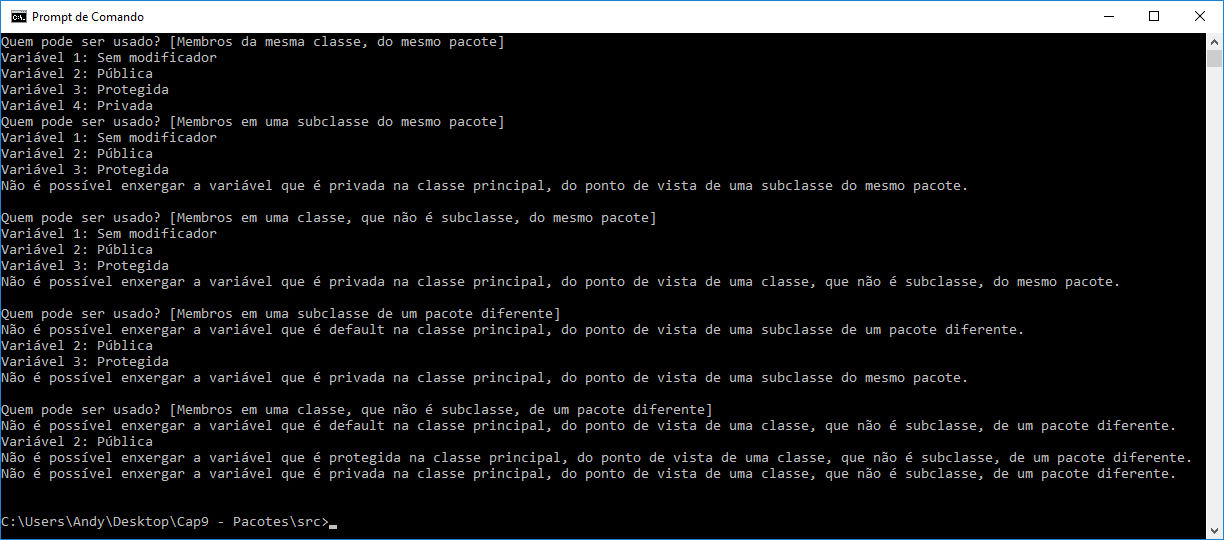 Prompt de Comando
Quem pode ser usado? [Membros da mesma classe, do mesmo pacote]
Variável 1: Sem modificador
Variável 2: Pública
Variável 3: Protegida
Variável 4: Privada
Quem pode ser usado? [Membros em uma subclasse do mesmo pacote]
Variável 1: Sem modificador
Variável 2: Pública
Variável 3: Protegida
Não é possível enxergar a variável que é privada na classe principal, do ponto de vista de uma subclasse do mesmo pacote.
Quem pode ser usado? [Membros em uma classe, que não é subclasse, do mesmo pacote]
Variável 1: Sem modificador
Variável 2: Pública
Variável 3: Protegida
Não é possível enxergar a variável que é privada na classe principal, do ponto de vista de uma classe, que não é subclasse, do mesmo pacote.
Quem pode ser usado? [Membros em uma subclasse de um pacote diferente]
Não é possível enxergar a variável que é default na classe principal, do ponto de vista de uma subclasse de um pacote diferente.
Variável 2: Pública
Variável 3: Protegida
Não é possível enxergar a variável que é privada na classe principal, do ponto de vista de uma subclasse do mesmo pacote.
Quem pode ser usado? [Membros em uma classe, que não é subclasse, de um pacote diferente]
Não é possível enxergar a variável que é default na classe principal, do ponto de vista de uma classe, que não é subclasse, de um pacote diferente.
Variável 2: Pública
Não é possível enxergar a variável que é protegida na classe principal, do ponto de vista de uma classe, que não é subclasse, de um pacote diferente.
Não é possível enxergar a variável que é privada na classe principal, do ponto de vista de uma classe, que não é subclasse, de um pacote diferente.
C:\Users\Andy\Desktop\Cap9 - Pacotes\src>